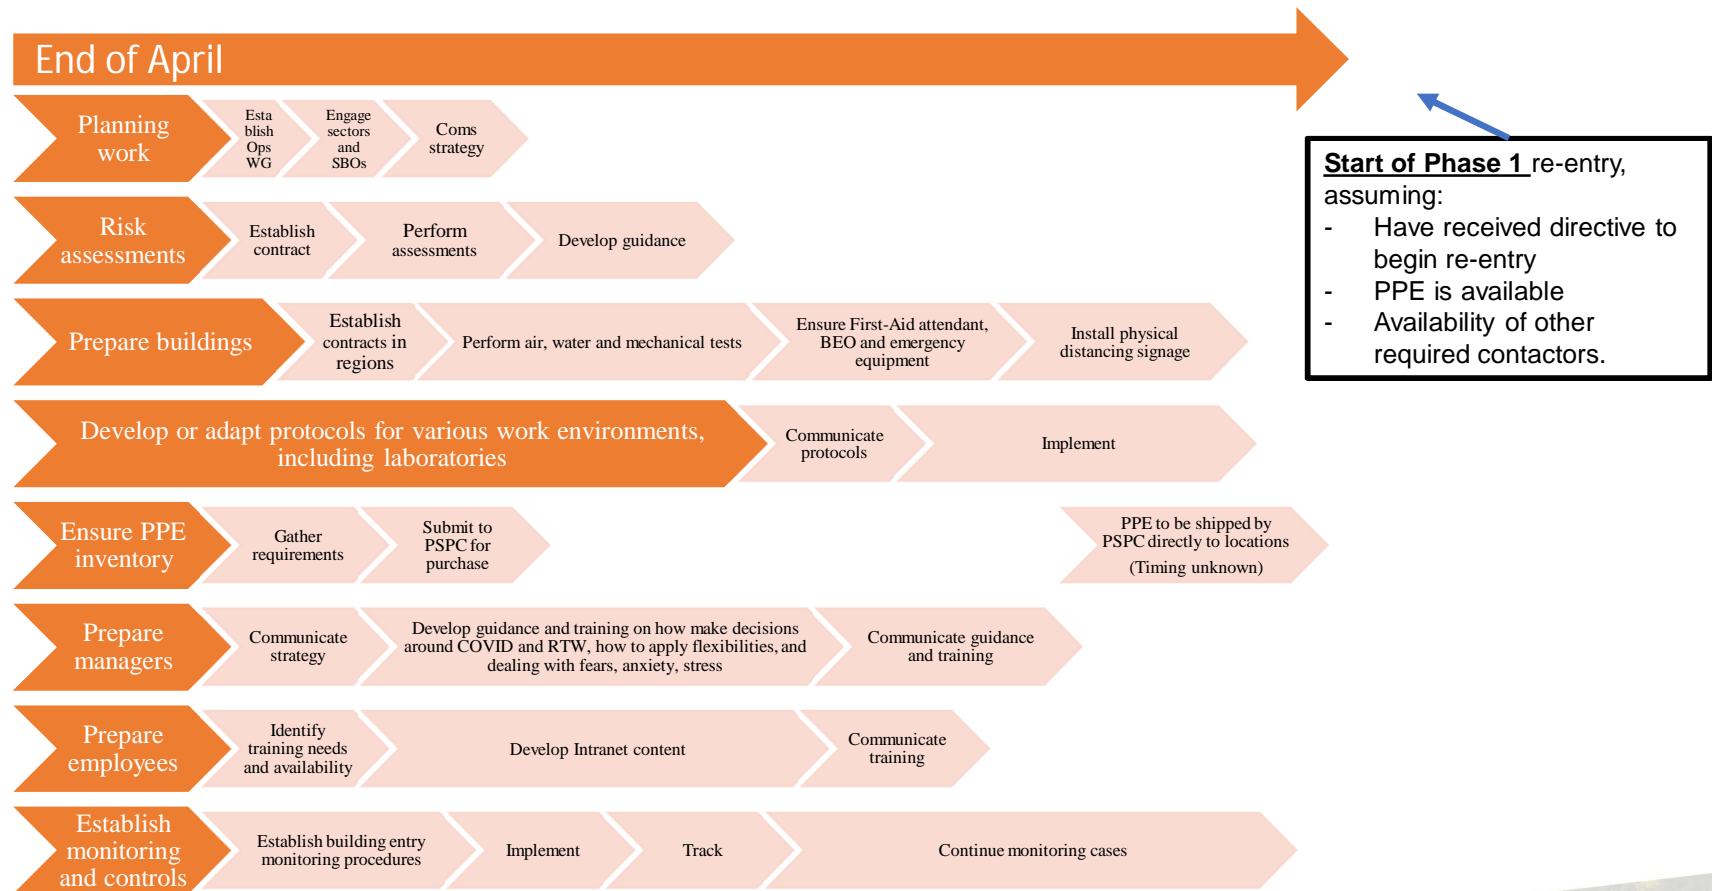 End of April
Planning
work
Esta
blish
Ops
WG
Engage
sectors
and
SBOs
Coms
strategy
Start of Phase 1 re-entry,
assuming:
- Have received directive to
begin re-entry
- PPE is available
- Availability of other
required contactors.
Risk
assessments
Establish
contract
Perform
assessments
Develop guidance
Prepare buildings
Establish
contracts in
regions
Perform air, water and mechanical tests
Ensure First-Aid attendant,
BEO and emergency
equipment
Install physical
distancing signage
Develop or adapt protocols for various work environments,
including laboratories
Communicate
protocols
Implement
Ensure PPE
inventory
Gather
requirements
Submit to
PSPC for
purchase
PPE to be shipped by
PSPC directly to locations
(Timing unknown)
Prepare
managers
Communicate
strategy
Develop guidance and training on how make decisions
around COVID and RTW, how to apply flexibilities, and
dealing with fears, anxiety, stress
Communicate guidance
and training
Prepare
employees
Identify
training needs
and availability
Develop Intranet content
Communicate
training
Establish
monitoring
and controls
Establish building entry
monitoring procedures
Implement
Track
Continue monitoring cases